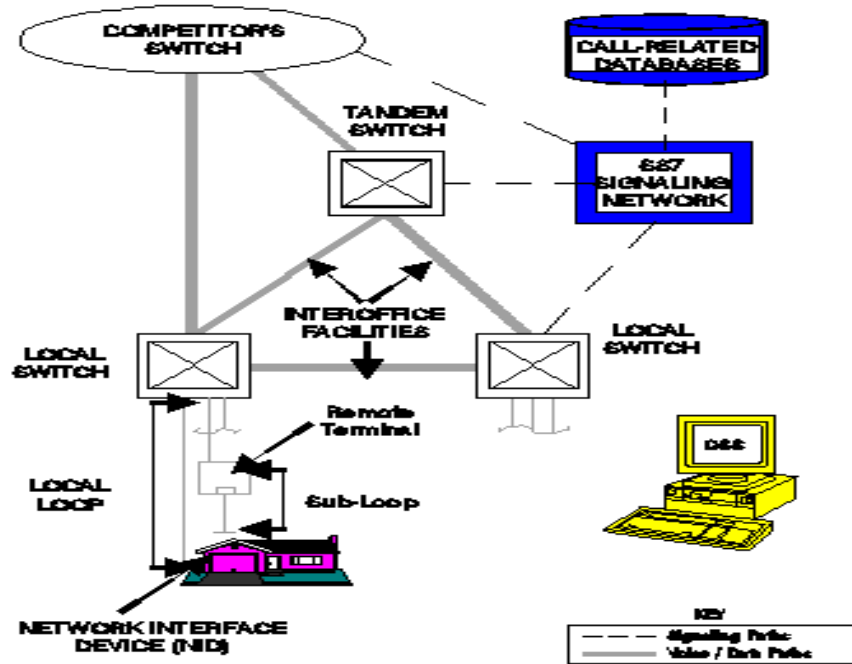 COMPETITOR'S
SWITCH
CALL-RELATED
DATABASES
TANDEM
SWITCH
SS7
SIGNALING
NETWORK
INTEROFFICE
FACILITIES
LOCAL
SWITCH
LOCAL
SWITCH
Remote
Terminal
OSS
LOCAL
LOOP
Sub-Loop
NETWORK INTERFACE
DEVICE (NID)
KEY
Signaling Paths
Voice / Data Paths